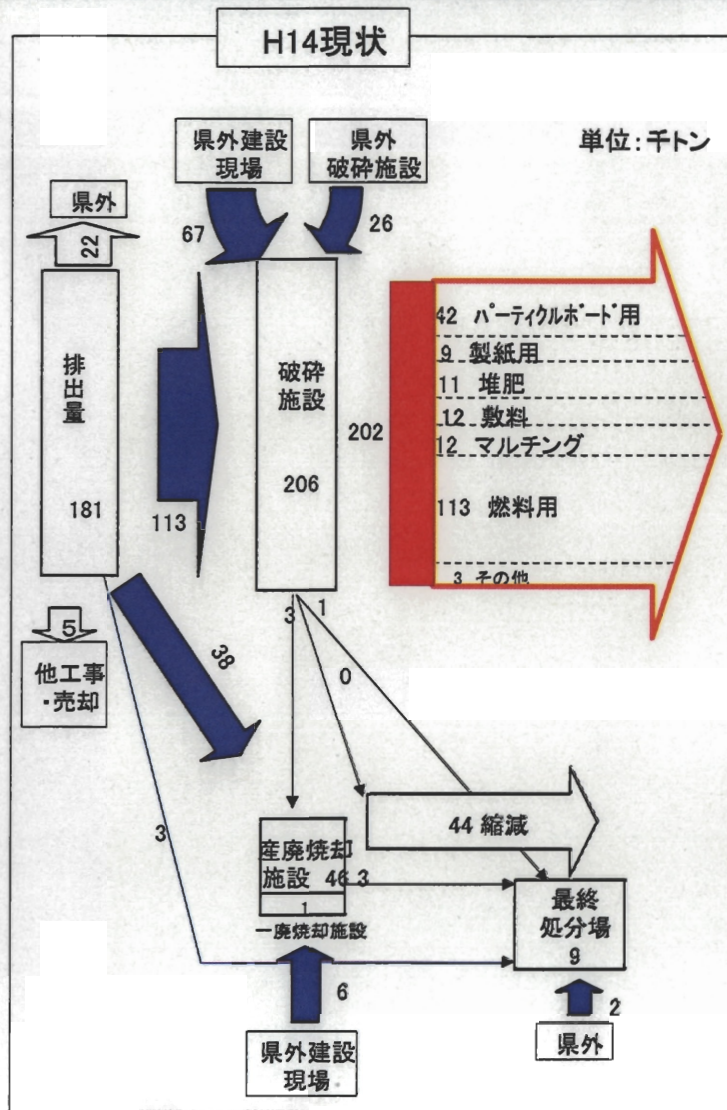 H14現状
単位：千トン
県外建設
現場
県外
破砕施設
県外
22
67
26
排出量
181
113
破砕
施設
206
202
42 パーティクルボード用
9 製紙用
11 堆肥
12 敷料
12 マルチング
113 燃料用
3 その他
5
他工事
・売却
38
3
1
0
3
44 縮減
産廃焼却
施設 46
3
1
一廃焼却施設
最終
処分場
9
6
県外建設
現場
2
県外